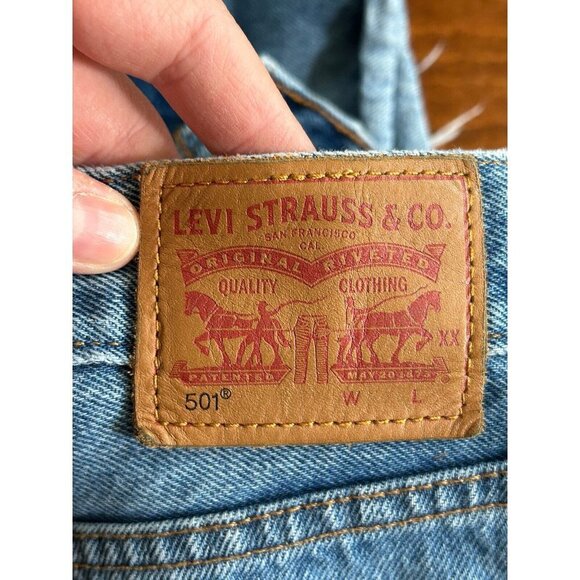 LEVI STRAUSS & CO.
SAN FRANCISCO
CAL
ORIGINAL RIVETED
QUALITY CLOTHING
XX
PATENTED MAY 20 1873
501® W L